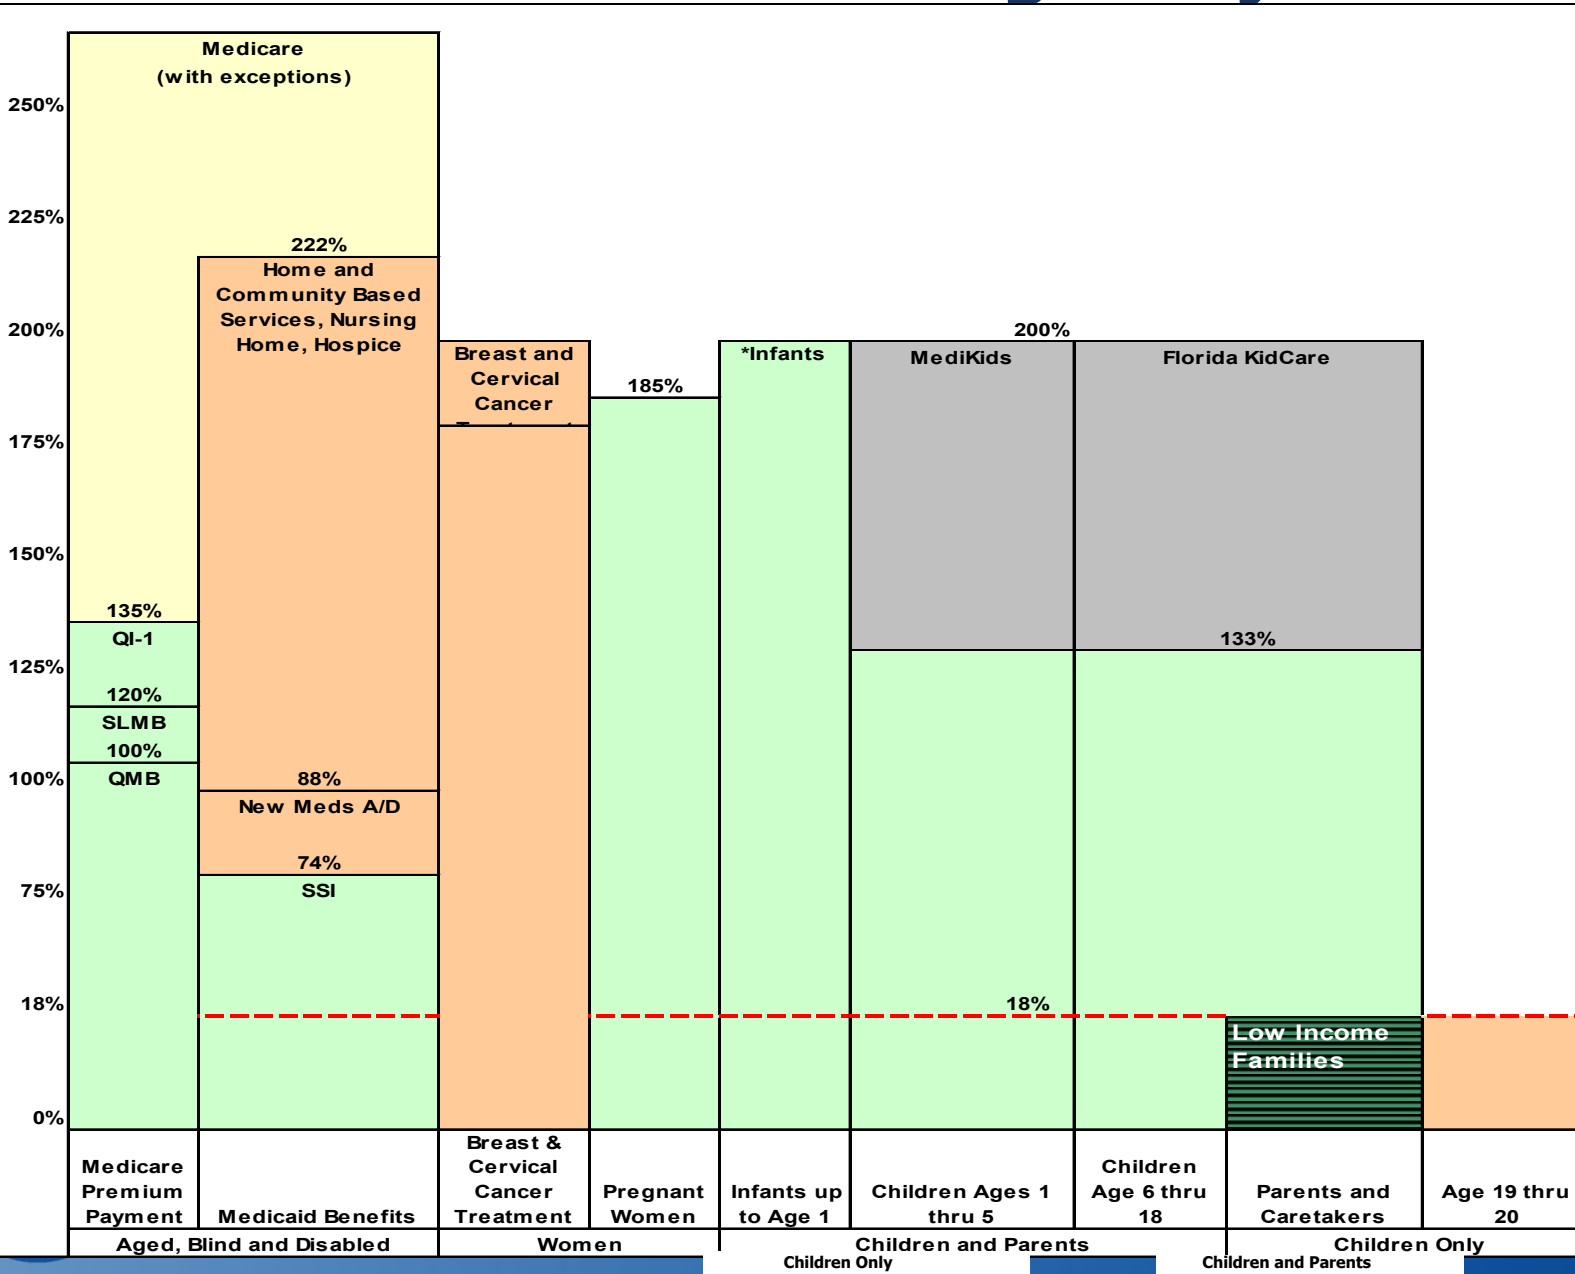 Medicare
(with exceptions)
250%
225%
222%
Home and
Community Based
Services, Nursing
Home, Hospice
200%
200%
Breast and
Cervical
Cancer
*Infants
MediKids
Florida KidCare
185%
175%
150%
135%
QI-1
133%
125%
120%
SLMB
100%
QMB
100%
88%
New Meds A/D
74%
SSI
75%
18%
18%
Low Income
Families
0%
Medicare
Premium
Payment
Medicaid Benefits
Breast &
Cervical
Cancer
Treatment
Pregnant
Women
Infants up
to Age 1
Children Ages 1
thru 5
Children
Age 6 thru
18
Parents and
Caretakers
Age 19 thru
20
Aged, Blind and Disabled
Women
Children and Parents
Children Only
Children Only
Children and Parents